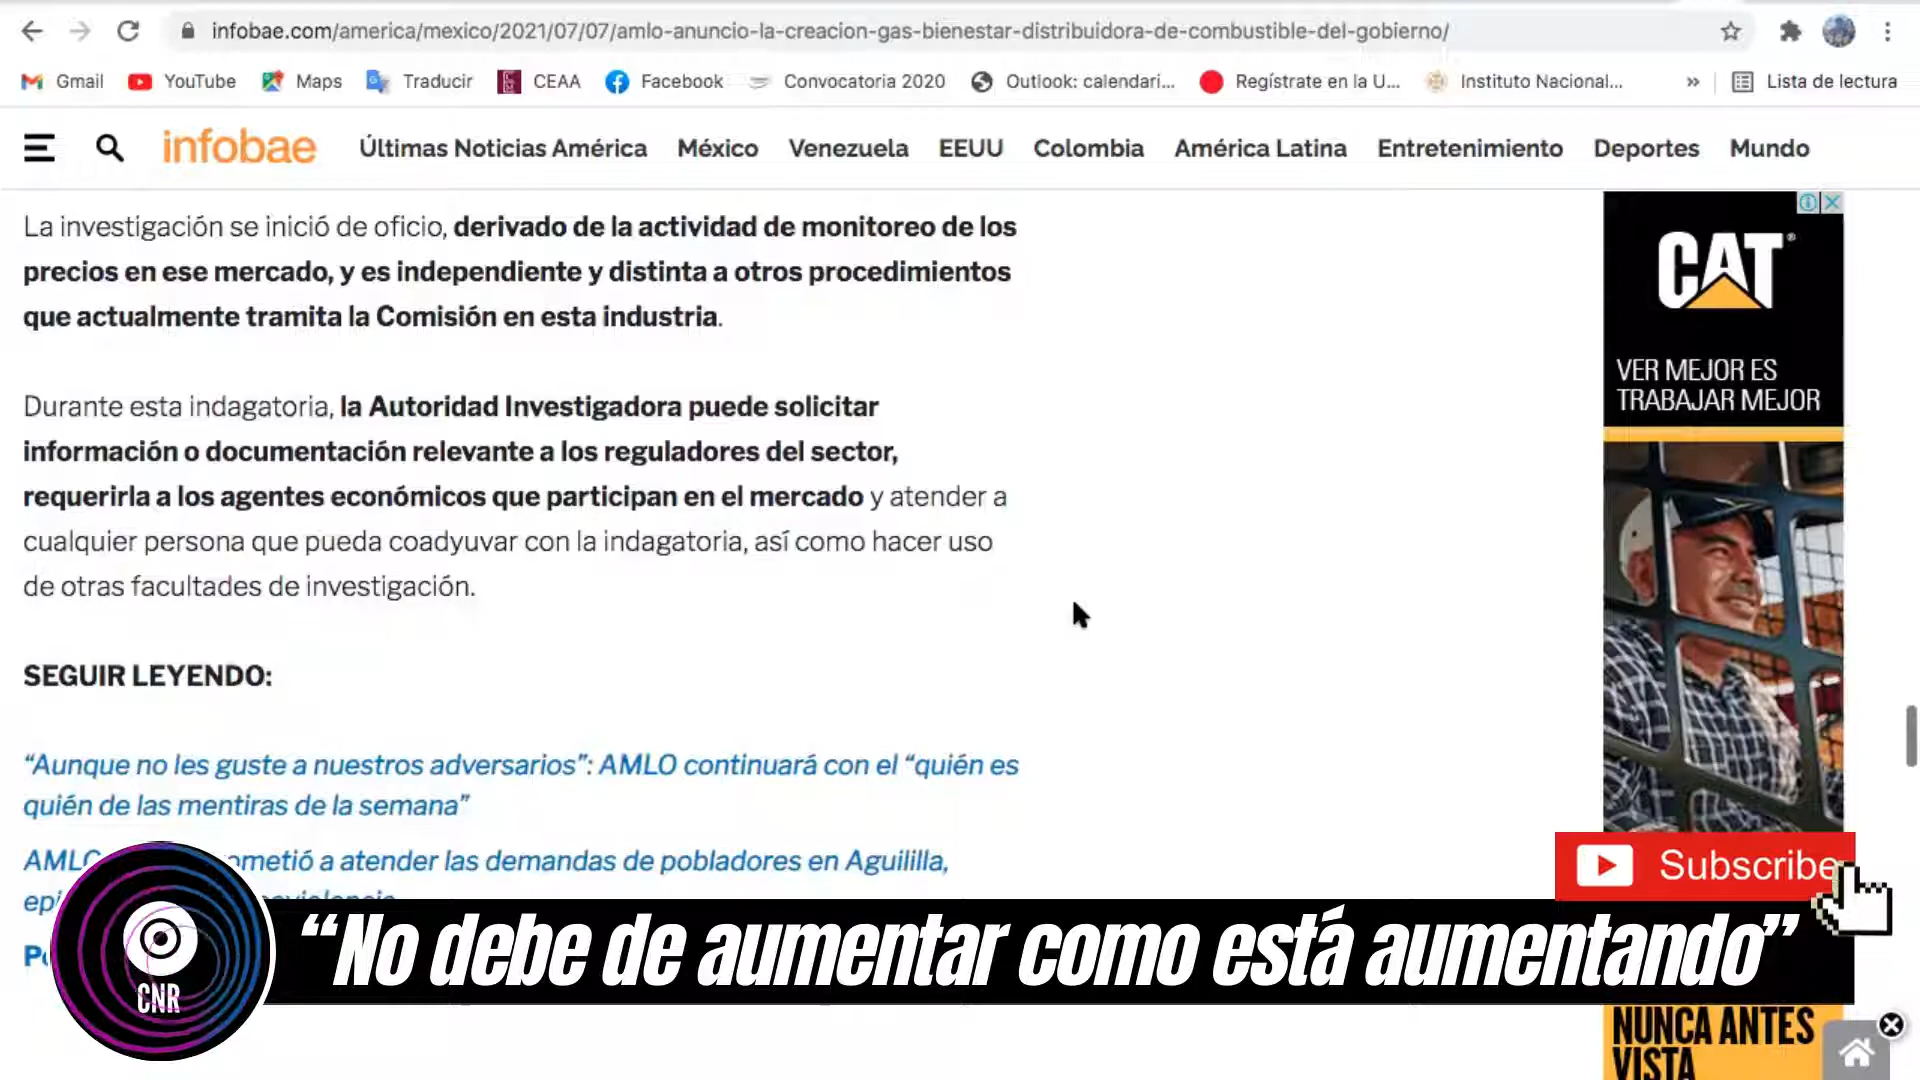 infobae.com/america/mexico/2021/07/07/amlo-anuncio-la-creacion-gas-bienestar-distribuidora-de-combustible-del-gobierno/
Gmail YouTube Maps Traducir CEAA Facebook Convocatoria 2020 Outlook: calendari... Regístrate en la U... Instituto Nacional... » Lista de lectura
infobae Últimas Noticias América México Venezuela EEUU Colombia América Latina Entretenimiento Deportes Mundo
La investigación se inició de oficio, derivado de la actividad de monitoreo de los
precios en ese mercado, y es independiente y distinta a otros procedimientos
que actualmente tramita la Comisión en esta industria.
Durante esta indagatoria, la Autoridad Investigadora puede solicitar
información o documentación relevante a los reguladores del sector,
requerirla a los agentes económicos que participan en el mercado y atender a
cualquier persona que pueda coadyuvar con la indagatoria, así como hacer uso
de otras facultades de investigación.
SEGUIR LEYENDO:
“Aunque no les guste a nuestros adversarios”: AMLO continuará con el “quién es
quién de las mentiras de la semana”
AMLO ometió a atender las demandas de pobladores en Aguililla,
CAT®
VER MEJOR ES
TRABAJAR MEJOR
Subscribe
“No debe de aumentar como está aumentando”
CNR
NUNCA ANTES
VISTA